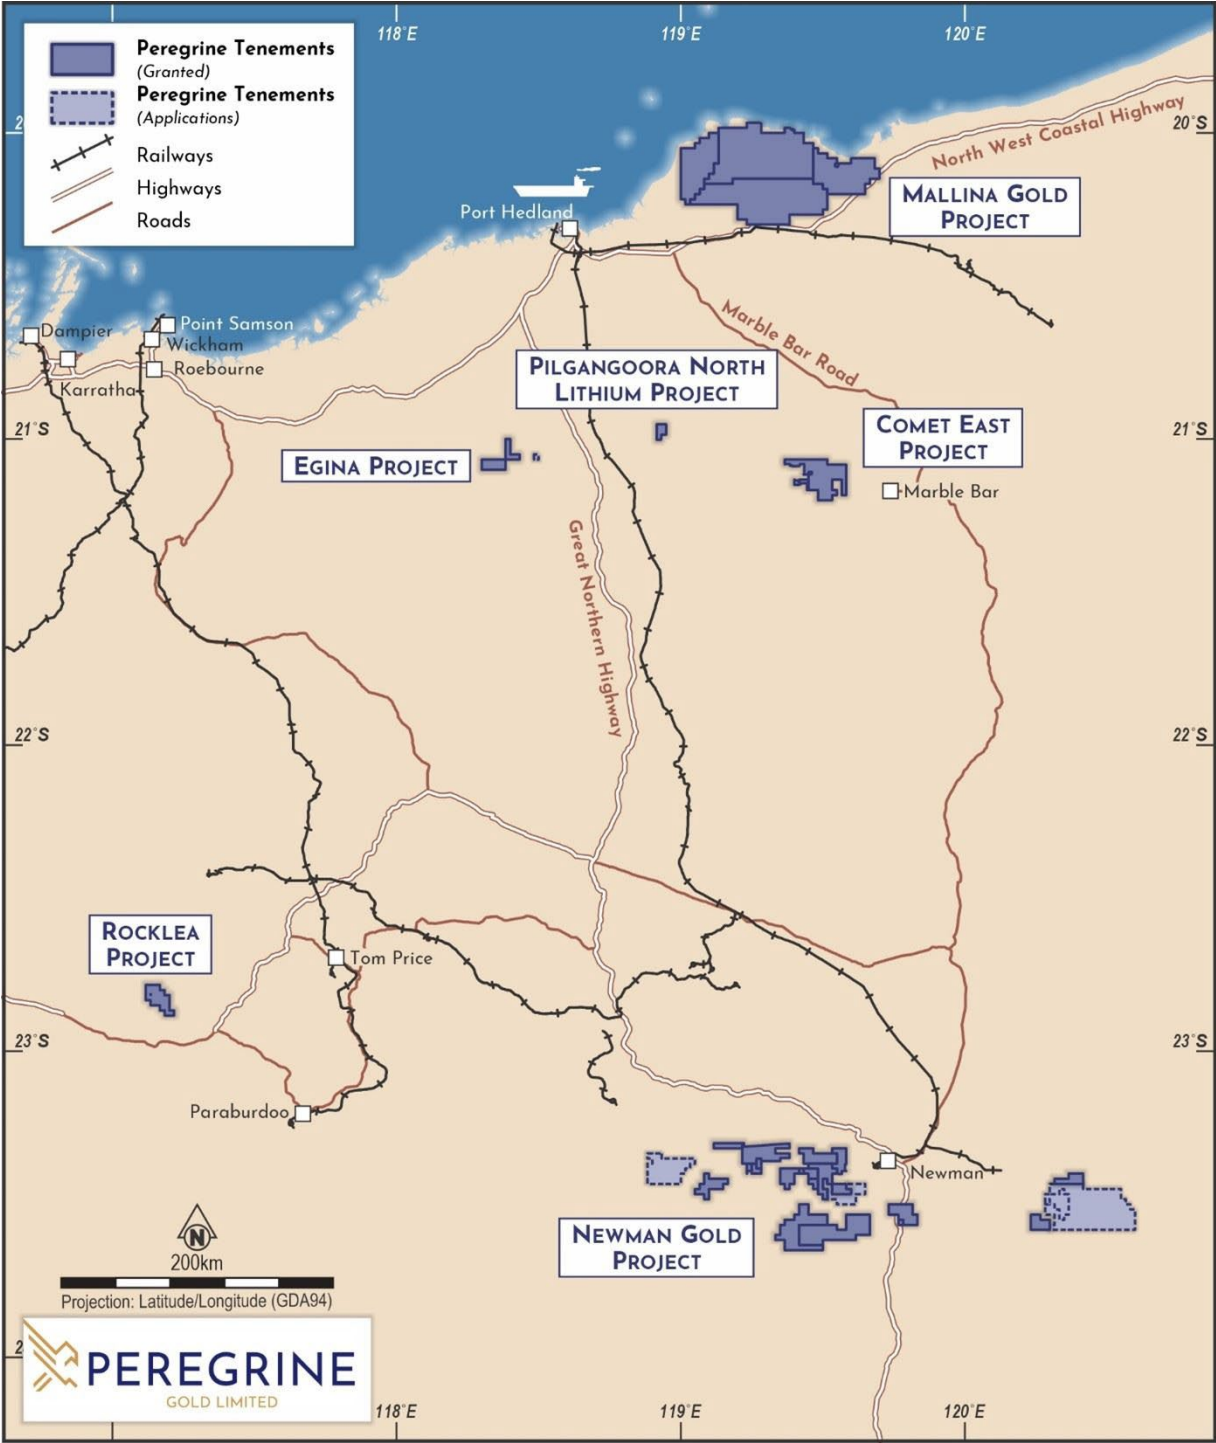 118°E
119°E
120°E
Peregrine Tenements
(Granted)
Peregrine Tenements
(Applications)
Railways
Highways
Roads
20°S
North West Coastal Highway
MALLINA GOLD
PROJECT
Port Hedland
Marble Bar Road
Dampier
Point Samson
Wickham
Roebourne
Karratha
PILGANGOORA NORTH
LITHIUM PROJECT
COMET EAST
PROJECT
21°S
21°S
EGINA PROJECT
Marble Bar
Great Northern Highway
22°S
22°S
ROCKLEA
PROJECT
Tom Price
23°S
23°S
Paraburdoo
Newman
NEWMAN GOLD
PROJECT
N
200km
Projection: Latitude/Longitude (GDA94)
PEREGRINE
GOLD LIMITED
118°E
119°E
120°E